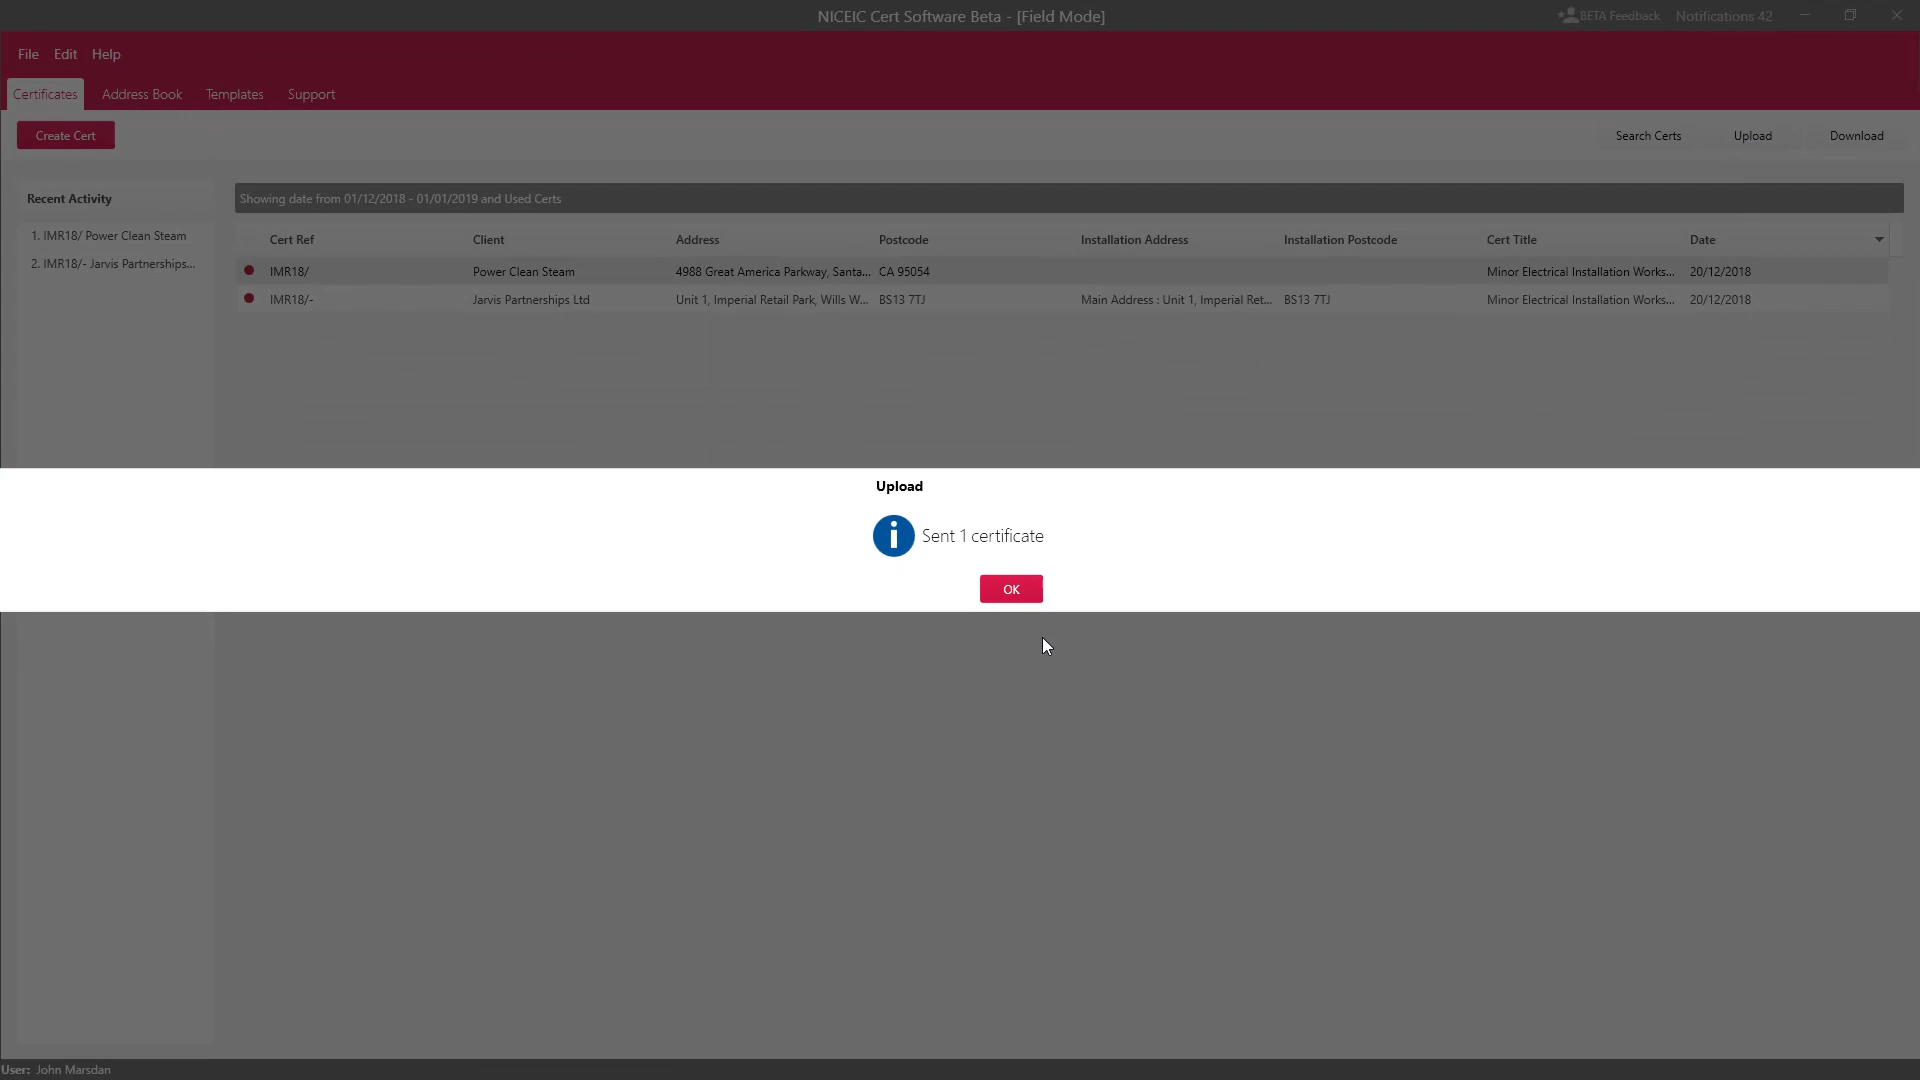 NICEIC Cert Software Beta - [Field Mode]
BETA Feedback
Notifications 42
File Edit Help
Certificates Address Book Templates Support
Create Cert
Search Certs Upload Download
Recent Activity
1. IMR18/ Power Clean Steam
2. IMR18/- Jarvis Partnerships...
Showing date from 01/12/2018 - 01/01/2019 and Used Certs
Cert Ref Client Address Postcode Installation Address Installation Postcode Cert Title Date
IMR18/ Power Clean Steam 4988 Great America Parkway, Santa... CA 95054 Minor Electrical Installation Works... 20/12/2018
IMR18/- Jarvis Partnerships Ltd Unit 1, Imperial Retail Park, Wills W... BS13 7TJ Main Address : Unit 1, Imperial Ret... BS13 7TJ Minor Electrical Installation Works... 20/12/2018
Upload
Sent 1 certificate
OK
User: John Marsdan